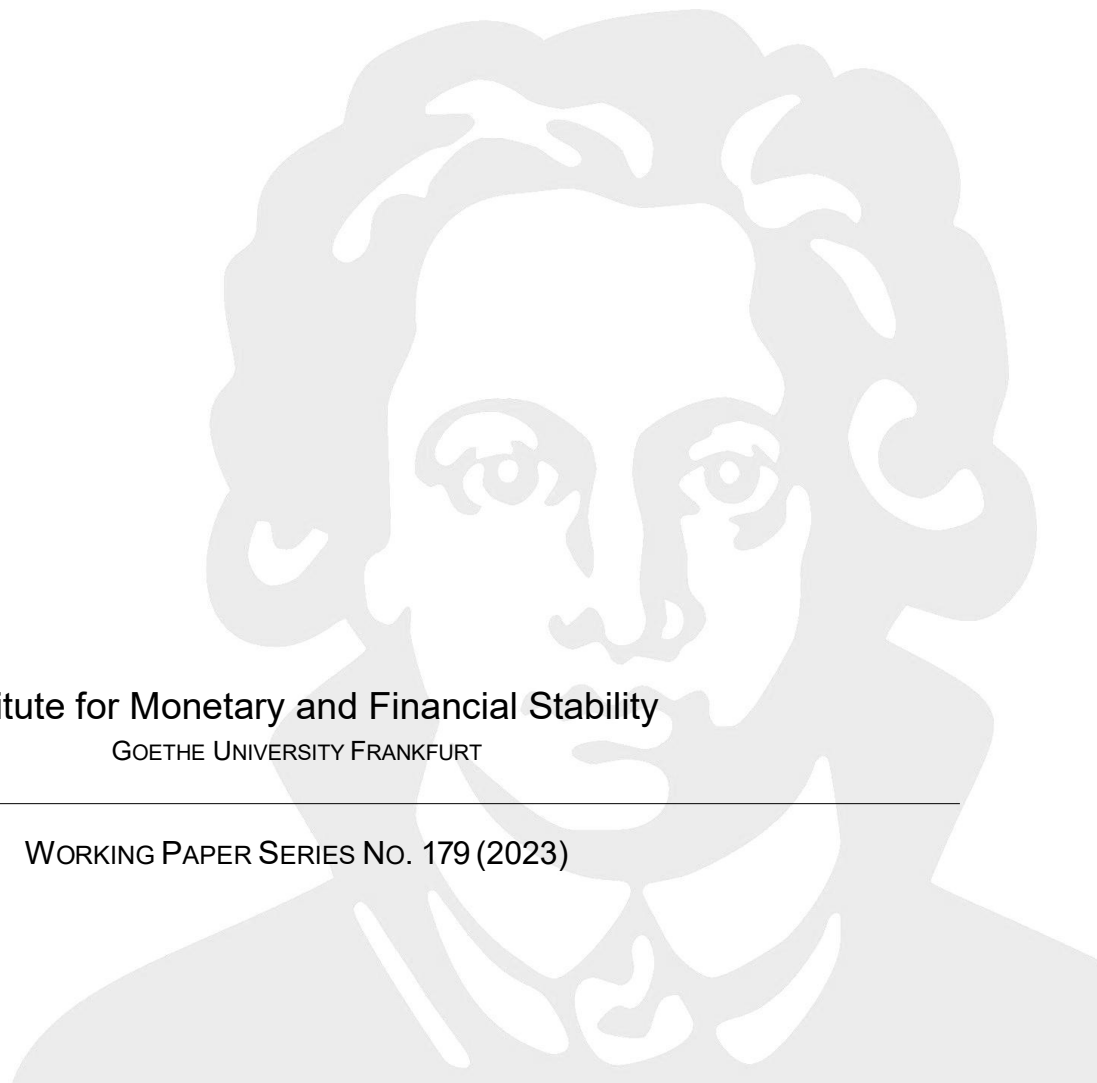 itute for Monetary and Financial Stability
GOETHE UNIVERSITY FRANKFURT
WORKING PAPER SERIES NO. 179 (2023)